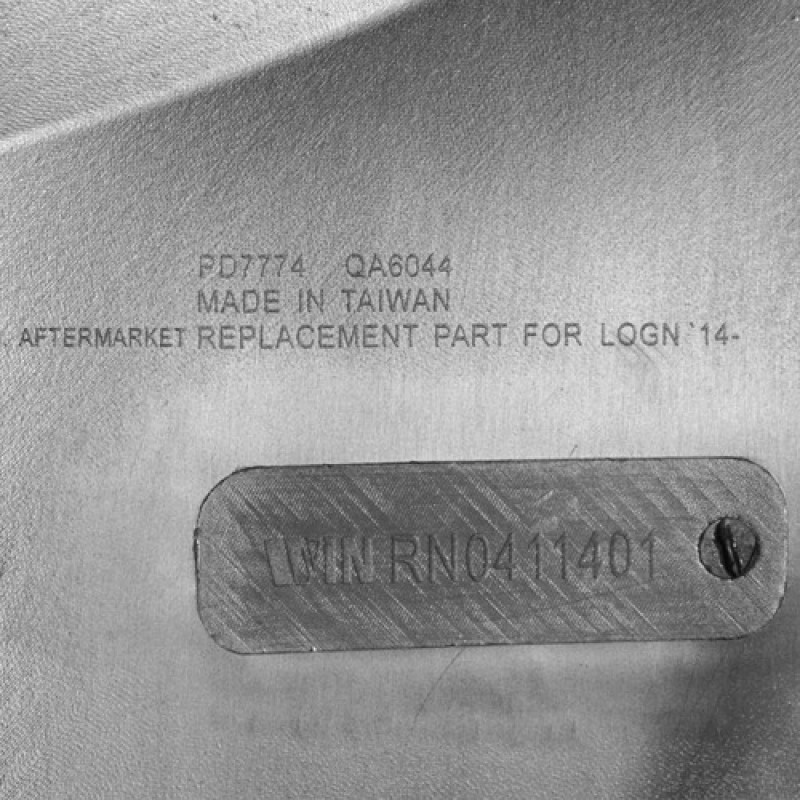 PD7774 QA6044
MADE IN TAIWAN
. AFTERMARKET REPLACEMENT PART FOR LOGN `14-
WIN RN0411401